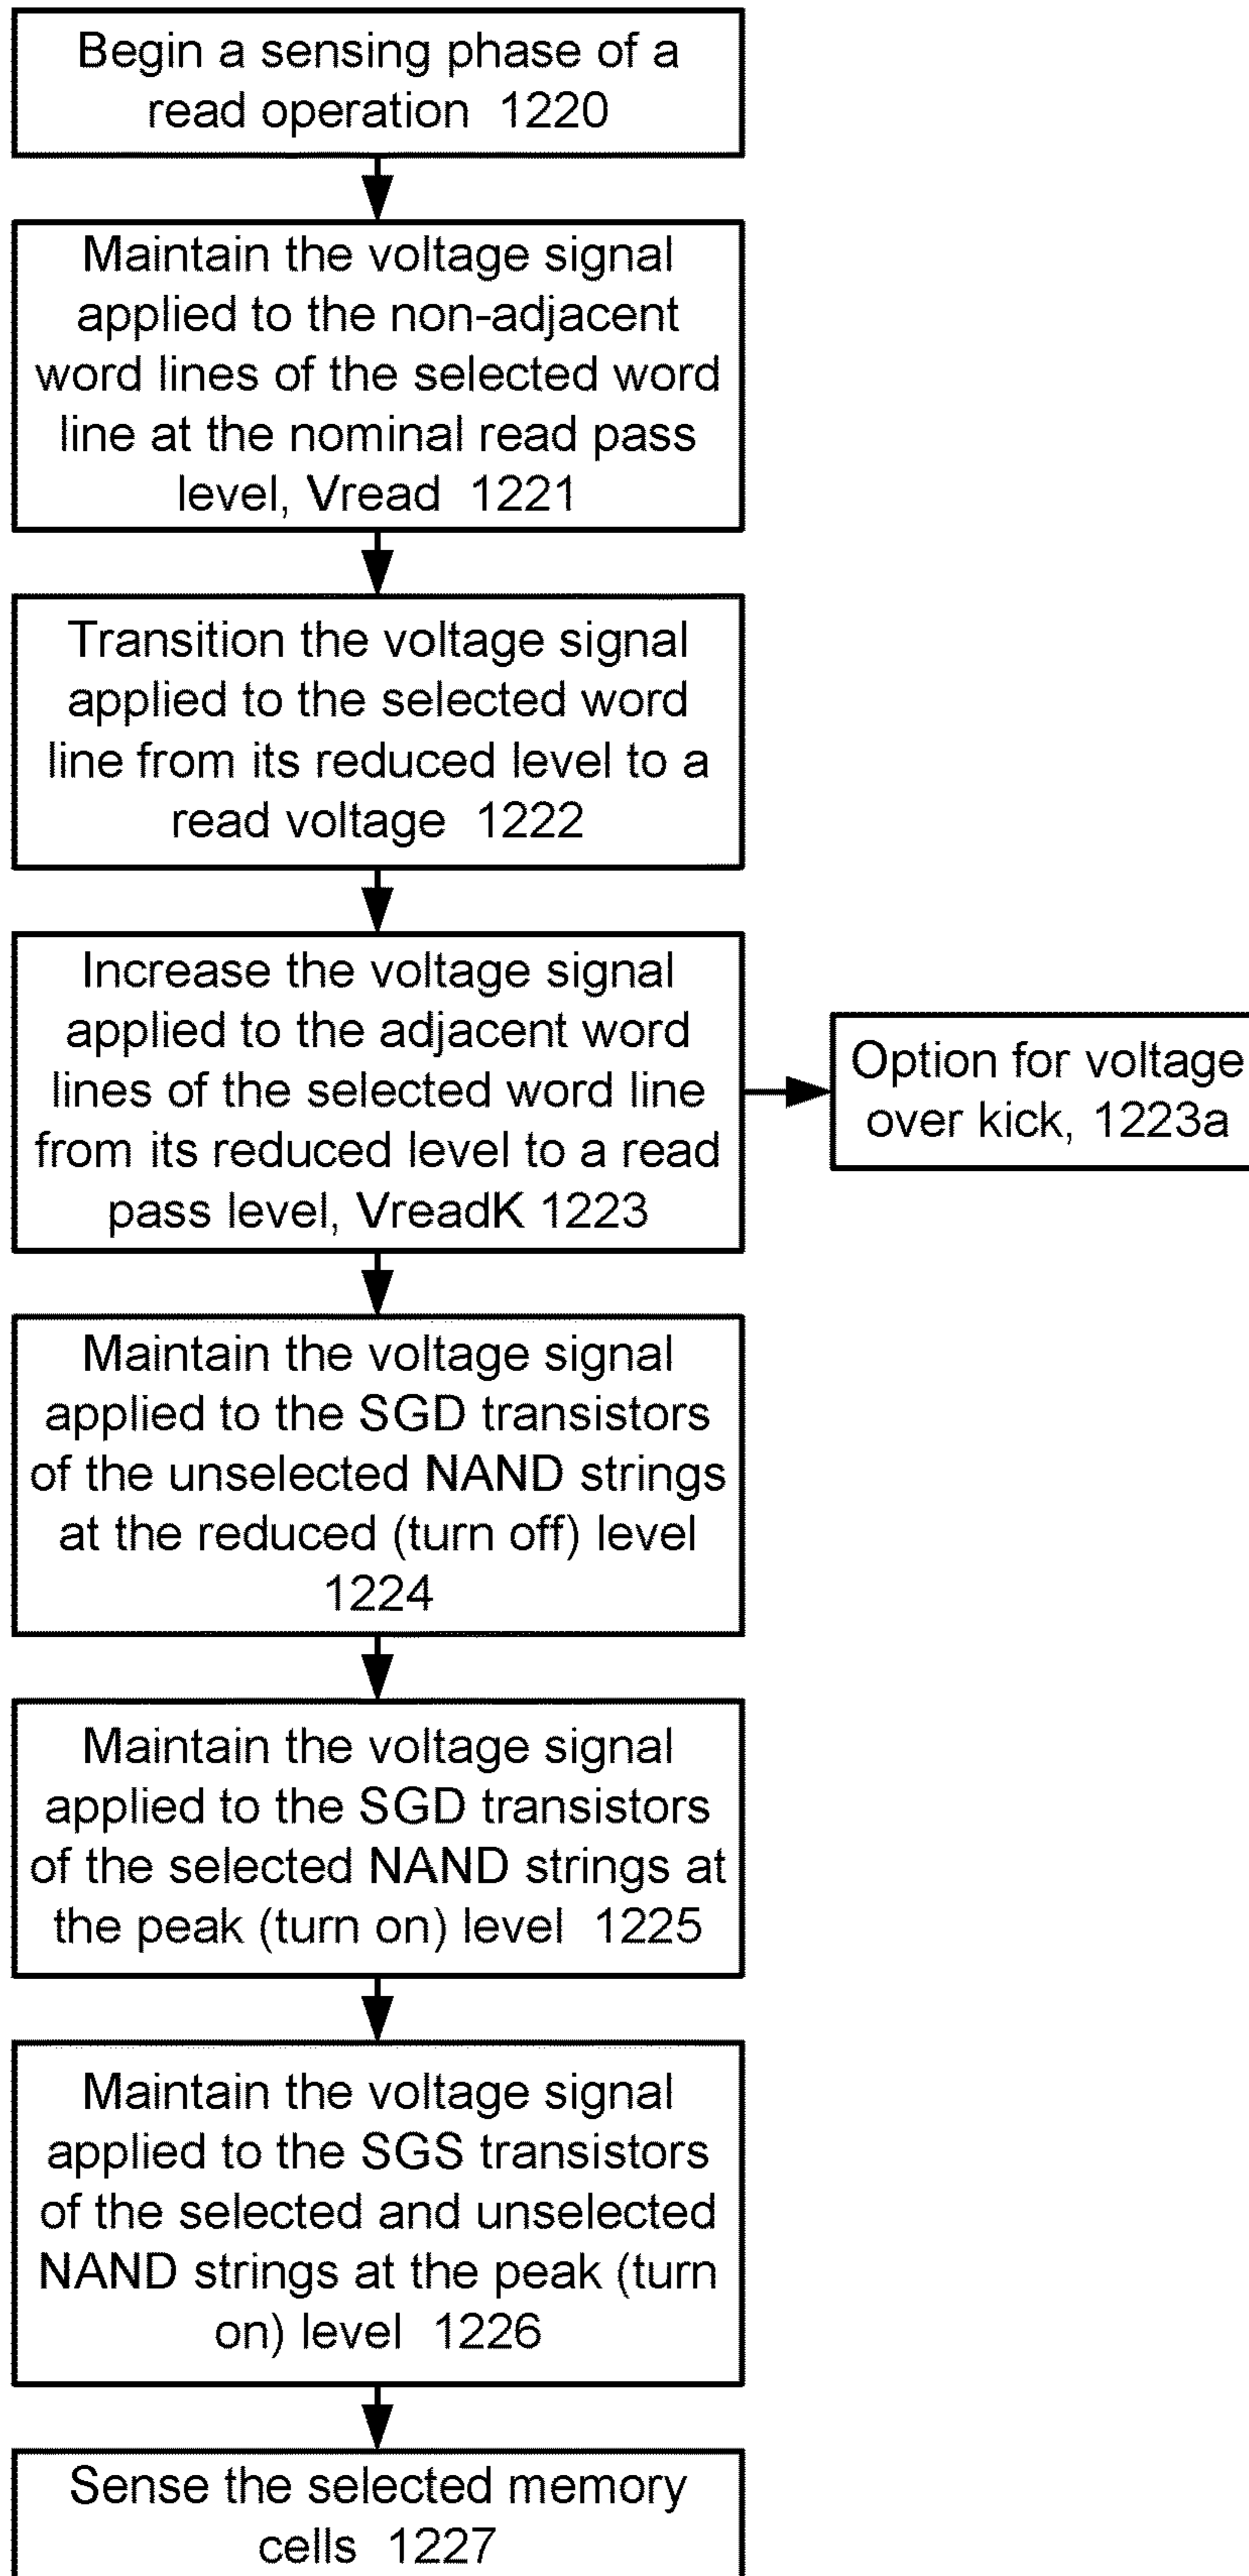 Begin a sensing phase of a
read operation 1220
Maintain the voltage signal
applied to the non-adjacent
word lines of the selected word
line at the nominal read pass
level, Vread 1221
Transition the voltage signal
applied to the selected word
line from its reduced level to a
read voltage 1222
Increase the voltage signal
applied to the adjacent word
lines of the selected word line
from its reduced level to a read
pass level, VreadK 1223
Option for voltage
over kick, 1223a
Maintain the voltage signal
applied to the SGD transistors
of the unselected NAND strings
at the reduced (turn off) level
1224
Maintain the voltage signal
applied to the SGD transistors
of the selected NAND strings at
the peak (turn on) level 1225
Maintain the voltage signal
applied to the SGS transistors
of the selected and unselected
NAND strings at the peak (turn
on) level 1226
Sense the selected memory
cells 1227